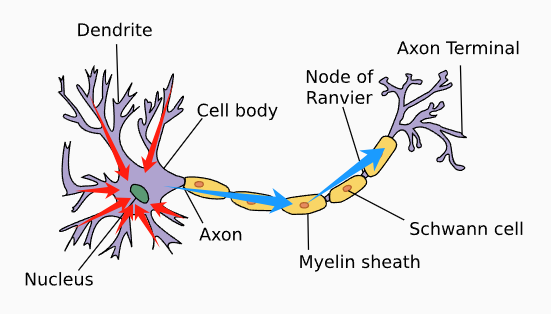 Dendrite
Axon Terminal
Node of
Ranvier
Cell body
Axon
Schwann cell
Myelin sheath
Nucleus